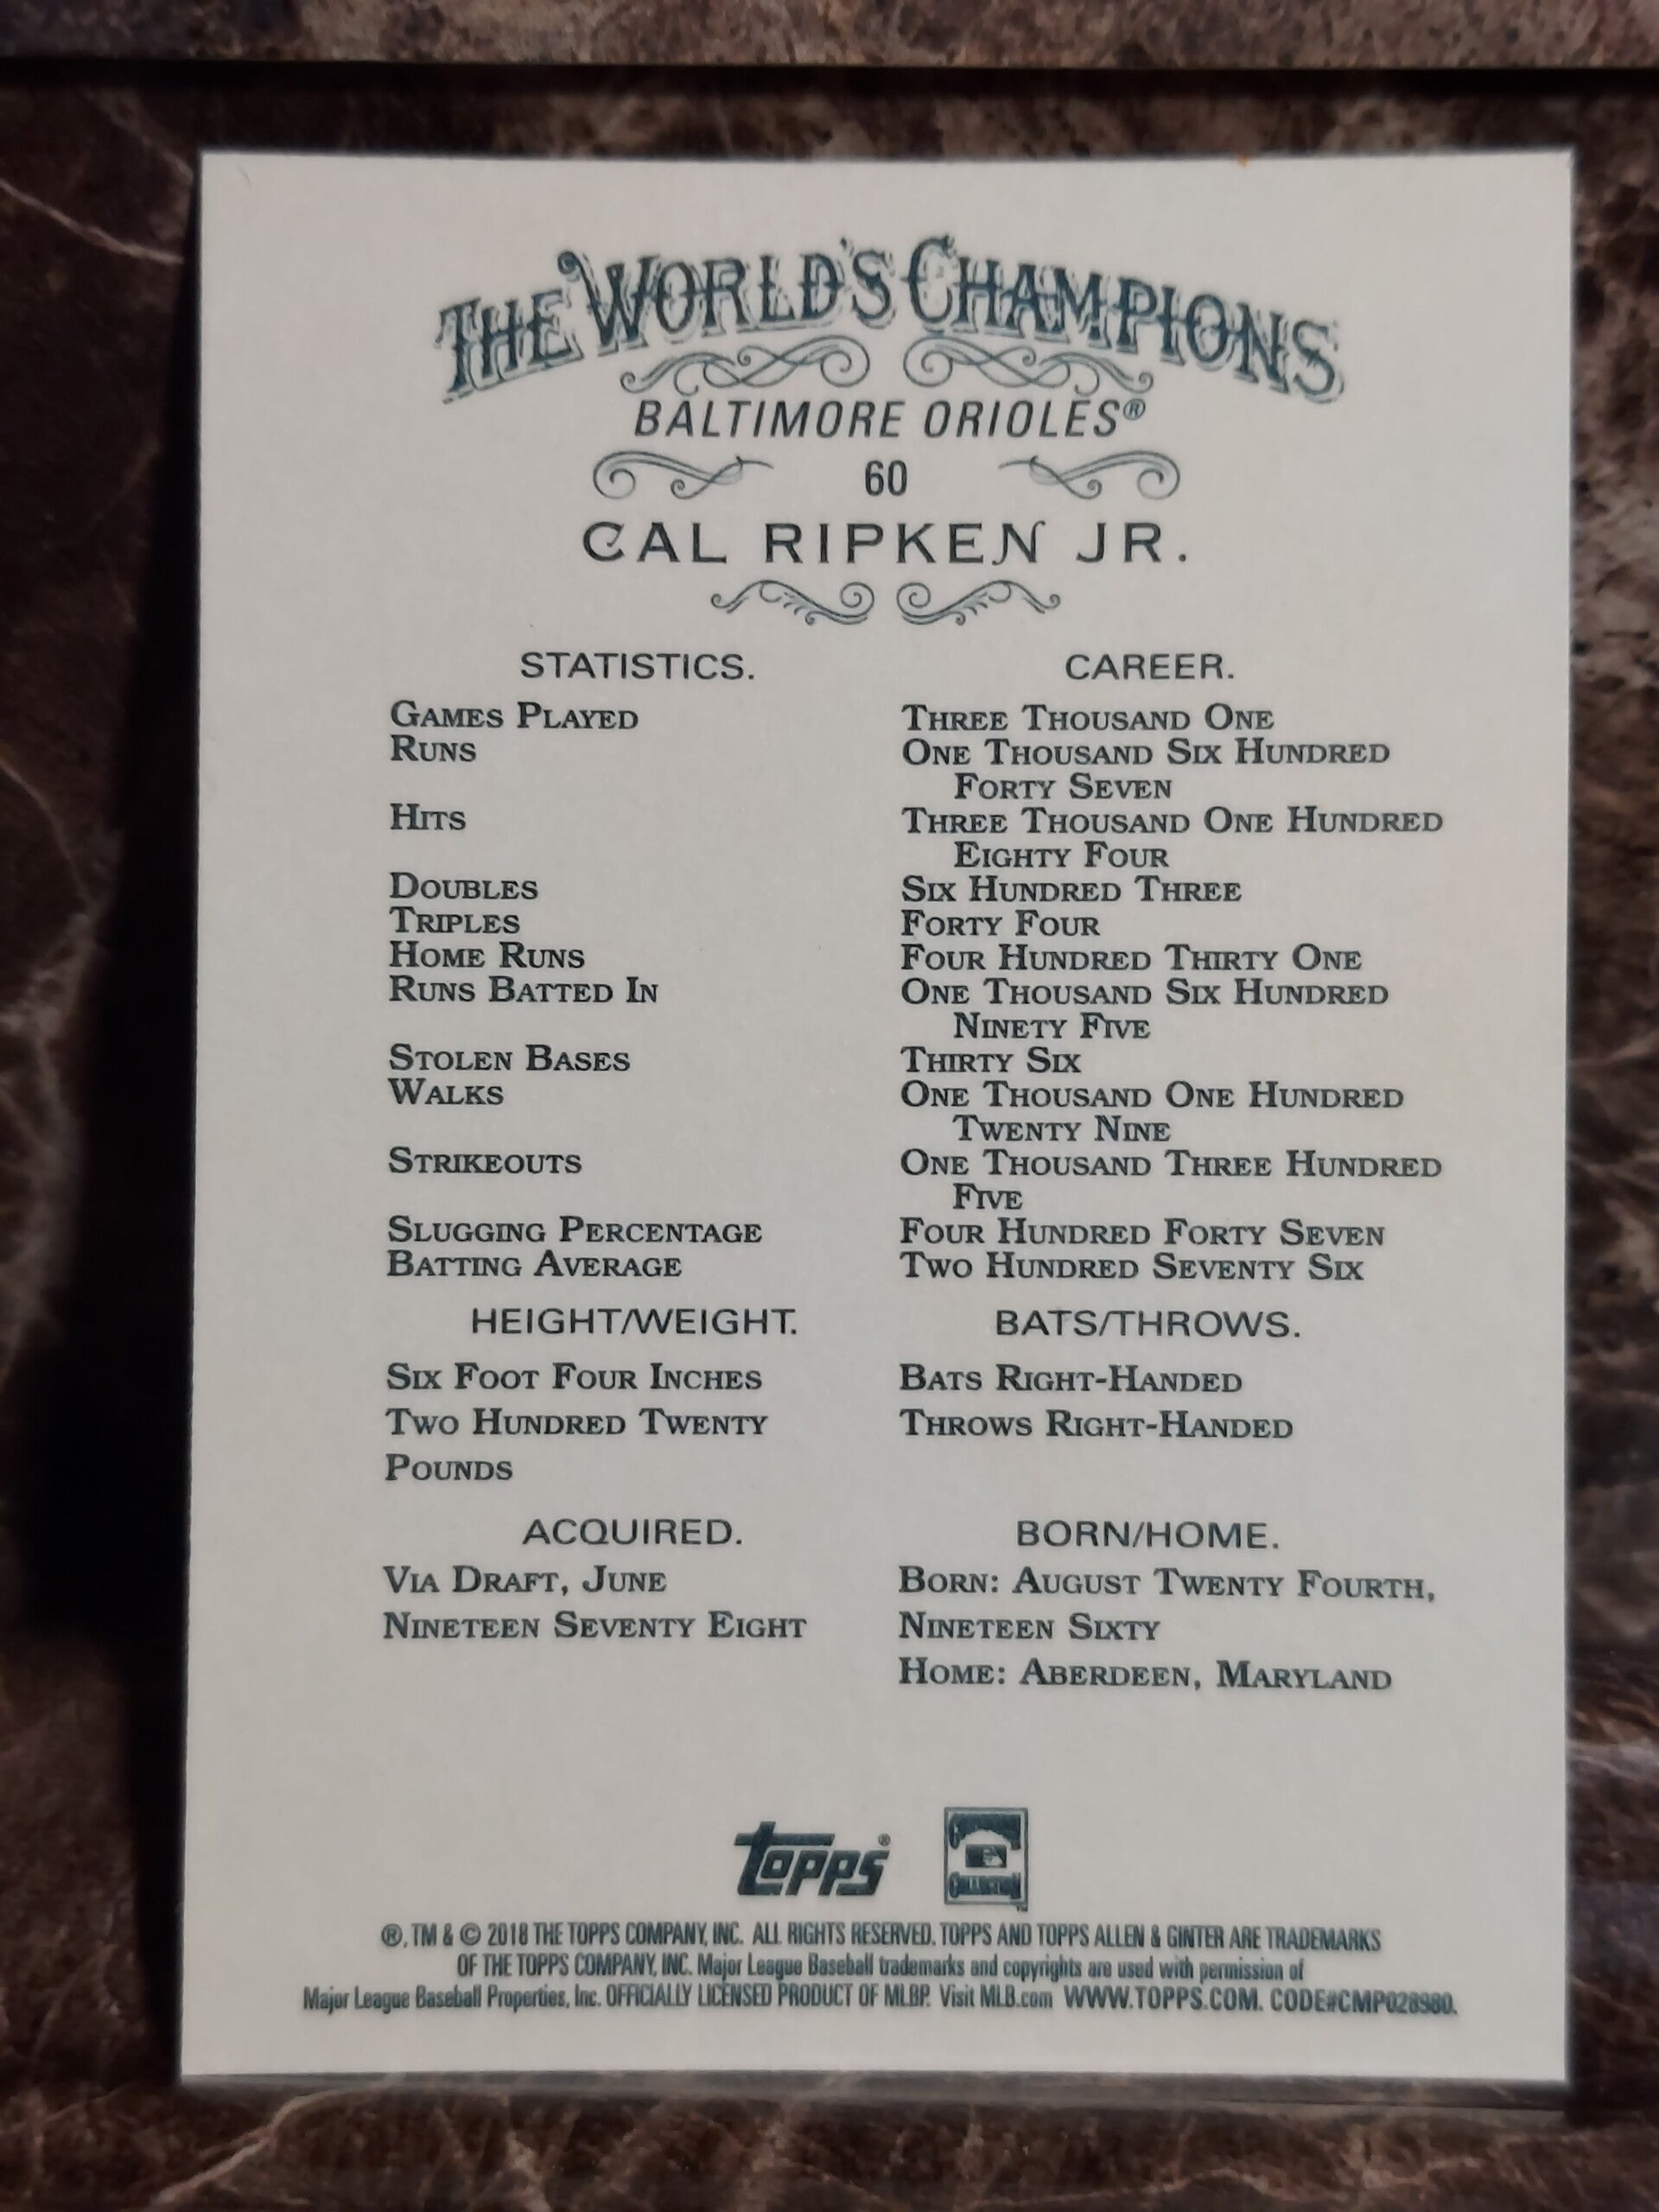 THE WORLD'S CHAMPIONS
BALTIMORE ORIOLES®
60
CAL RIPKEN JR.
STATISTICS. CAREER.
GAMES PLAYED THREE THOUSAND ONE
RUNS ONE THOUSAND SIX HUNDRED
FORTY SEVEN
HITS THREE THOUSAND ONE HUNDRED
EIGHTY FOUR
DOUBLES SIX HUNDRED THREE
TRIPLES FORTY FOUR
HOME RUNS FOUR HUNDRED THIRTY ONE
RUNS BATTED IN ONE THOUSAND SIX HUNDRED
NINETY FIVE
STOLEN BASES THIRTY SIX
WALKS ONE THOUSAND ONE HUNDRED
TWENTY NINE
STRIKEOUTS ONE THOUSAND THREE HUNDRED
FIVE
SLUGGING PERCENTAGE FOUR HUNDRED FORTY SEVEN
BATTING AVERAGE TWO HUNDRED SEVENTY SIX
HEIGHT/WEIGHT. BATS/THROWS.
SIX FOOT FOUR INCHES BATS RIGHT-HANDED
TWO HUNDRED TWENTY THROWS RIGHT-HANDED
POUNDS
ACQUIRED. BORN/HOME.
VIA DRAFT, JUNE BORN: AUGUST TWENTY FOURTH,
NINETEEN SEVENTY EIGHT NINETEEN SIXTY
HOME: ABERDEEN, MARYLAND
topps® COLLECTION
®, TM & © 2018 THE TOPPS COMPANY, INC. ALL RIGHTS RESERVED. TOPPS AND TOPPS ALLEN & GINTER ARE TRADEMARKS
OF THE TOPPS COMPANY, INC. Major League Baseball trademarks and copyrights are used with permission of
Major League Baseball Properties, Inc. OFFICIALLY LICENSED PRODUCT OF MLBP. Visit MLB.com WWW.TOPPS.COM. CODE#CMP028980.